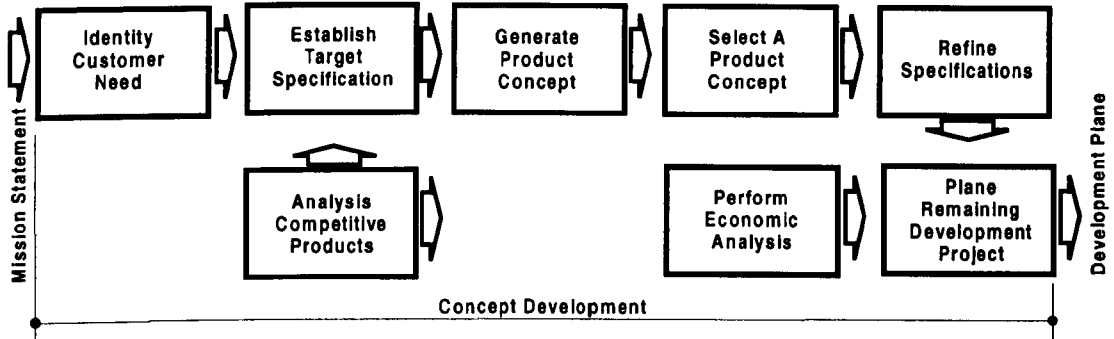 Identity
Customer
Need
Establish
Target
Specification
Generate
Product
Concept
Select A
Product
Concept
Refine
Specifications
Mission Statement
Analysis
Competitive
Products
Perform
Economic
Analysis
Plane
Remaining
Development
Project
Development Plane
Concept Development